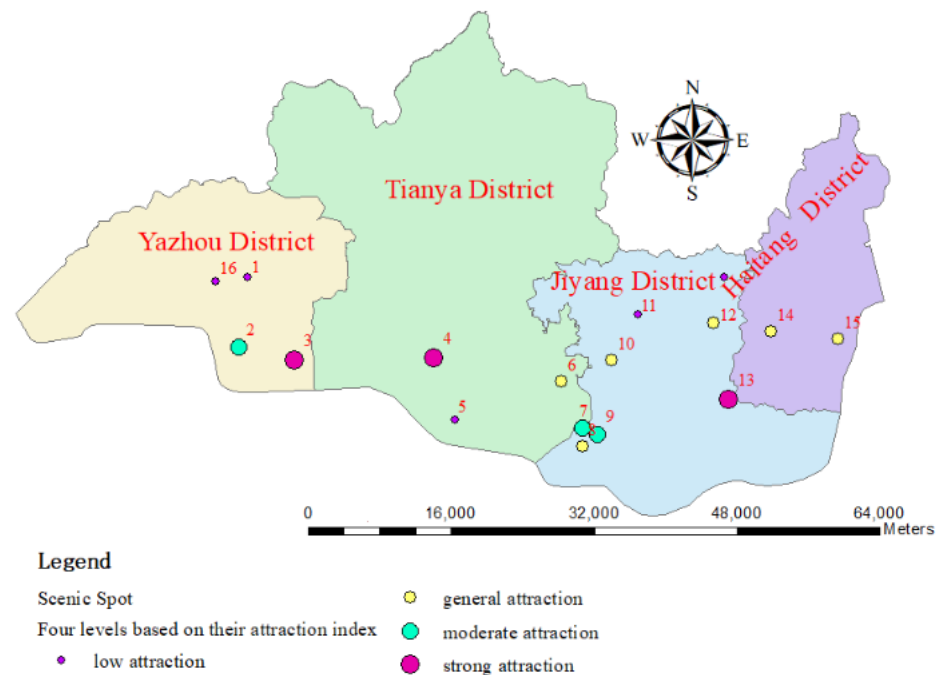 N
W E
S
Tianya District
Haitang District
Yazhou District
Jiyang District
16 1
11
12
14
15
2
3
4
10
6
13
5
7
9
8
0 16,000 32,000 48,000 64,000
Meters
Legend
Scenic Spot
Four levels based on their attraction index
low attraction
general attraction
moderate attraction
strong attraction